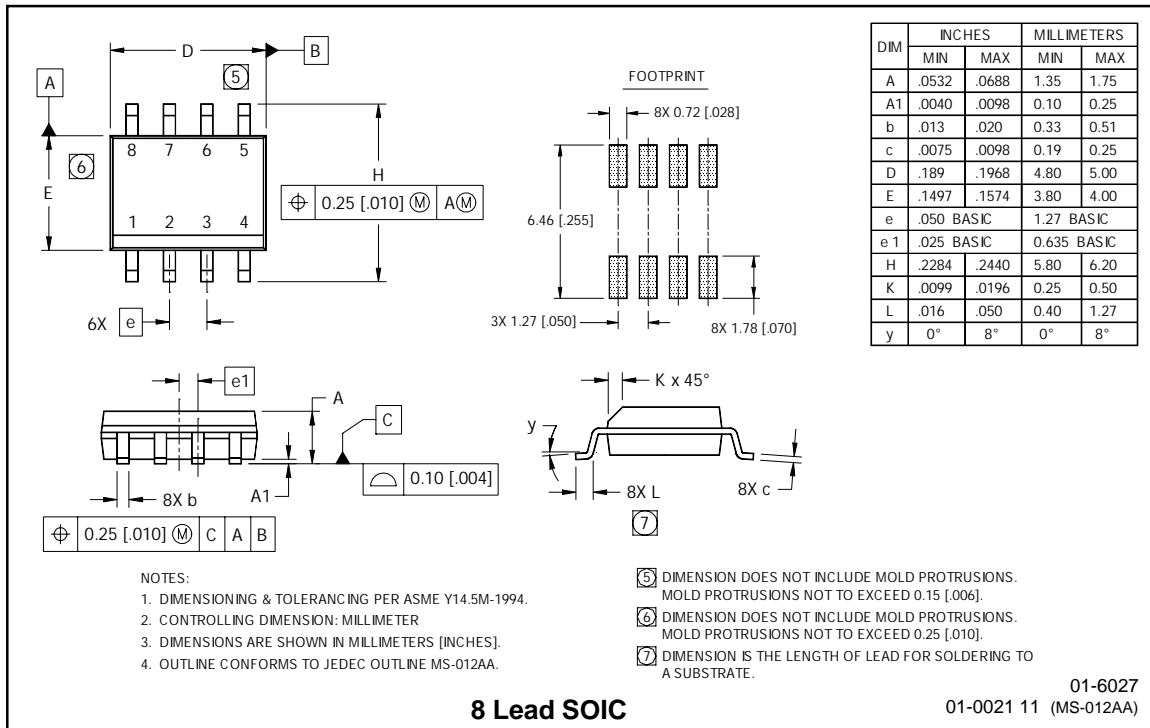 D
B
5
A
8 7 6 5
6
E
H
⌖ 0.25 [.010] Ⓜ A Ⓜ
1 2 3 4
6X e
FOOTPRINT
8X 0.72 [.028]
6.46 [.255]
3X 1.27 [.050]
8X 1.78 [.070]
DIM INCHES MILLIMETERS
MIN MAX MIN MAX
A .0532 .0688 1.35 1.75
A1 .0040 .0098 0.10 0.25
b .013 .020 0.33 0.51
c .0075 .0098 0.19 0.25
D .189 .1968 4.80 5.00
E .1497 .1574 3.80 4.00
e .050 BASIC 1.27 BASIC
e 1 .025 BASIC 0.635 BASIC
H .2284 .2440 5.80 6.20
K .0099 .0196 0.25 0.50
L .016 .050 0.40 1.27
y 0° 8° 0° 8°
e1
A
C
0.10 [.004]
A1
8X b
⌖ 0.25 [.010] Ⓜ C A B
K x 45°
y
8X L
7
8X c
NOTES:
1. DIMENSIONING & TOLERANCING PER ASME Y14.5M-1994.
2. CONTROLLING DIMENSION: MILLIMETER
3. DIMENSIONS ARE SHOWN IN MILLIMETERS [INCHES].
4. OUTLINE CONFORMS TO JEDEC OUTLINE MS-012AA.
5 DIMENSION DOES NOT INCLUDE MOLD PROTRUSIONS.
MOLD PROTRUSIONS NOT TO EXCEED 0.15 [.006].
6 DIMENSION DOES NOT INCLUDE MOLD PROTRUSIONS.
MOLD PROTRUSIONS NOT TO EXCEED 0.25 [.010].
7 DIMENSION IS THE LENGTH OF LEAD FOR SOLDERING TO
A SUBSTRATE.
8 Lead SOIC
01-6027
01-0021 11 (MS-012AA)